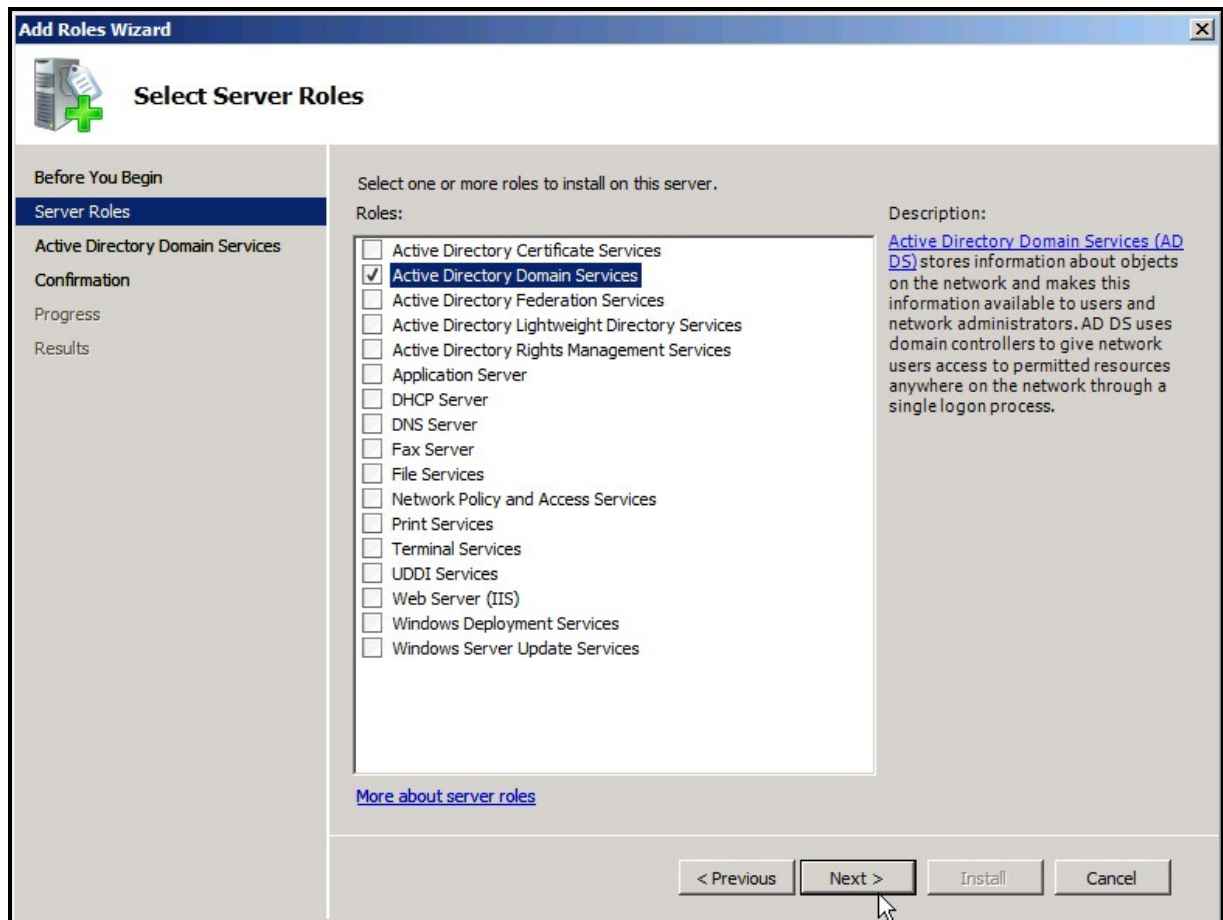 Add Roles Wizard
Select Server Roles
Before You Begin
Server Roles
Active Directory Domain Services
Confirmation
Progress
Results
Select one or more roles to install on this server.
Roles:
Active Directory Certificate Services
Active Directory Domain Services
Active Directory Federation Services
Active Directory Lightweight Directory Services
Active Directory Rights Management Services
Application Server
DHCP Server
DNS Server
Fax Server
File Services
Network Policy and Access Services
Print Services
Terminal Services
UDDI Services
Web Server (IIS)
Windows Deployment Services
Windows Server Update Services
More about server roles
Description:
Active Directory Domain Services (AD
DS) stores information about objects
on the network and makes this
information available to users and
network administrators. AD DS uses
domain controllers to give network
users access to permitted resources
anywhere on the network through a
single logon process.
< Previous
Next >
Install
Cancel